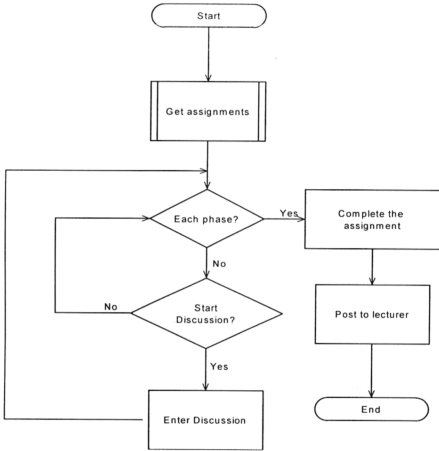 Start
Get assignments
Each phase?
Yes
Complete the
assignment
No
No
Start
Discussion?
Post to lecturer
Yes
Enter Discussion
End